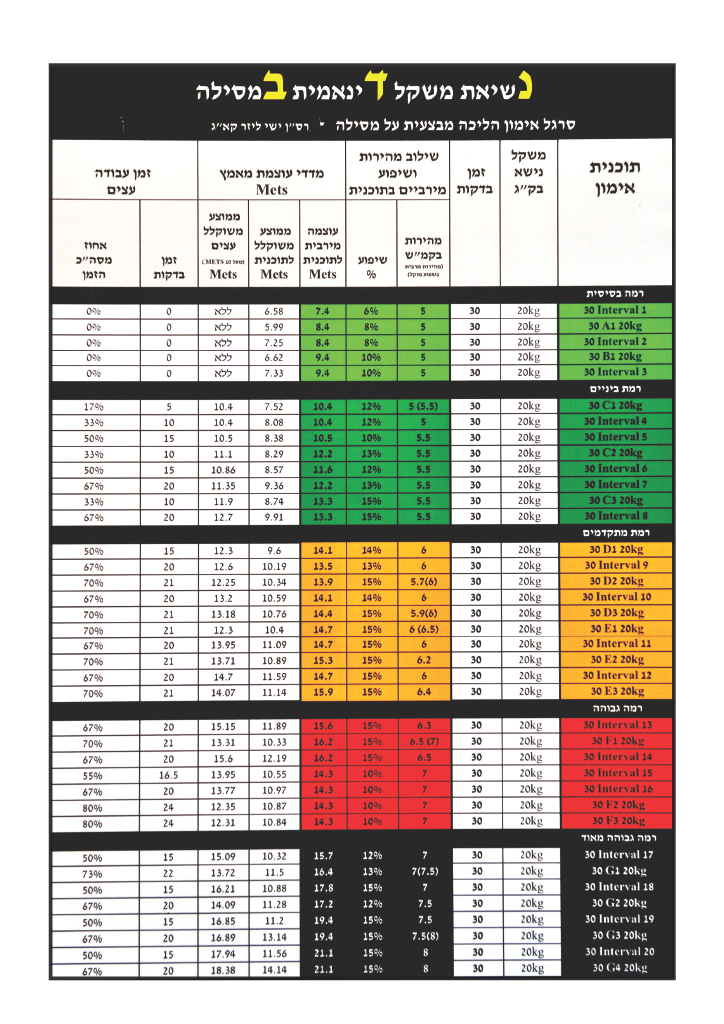 נשיאת משקל דינאמית במסילה
סרגל אימון הליכה מבצעית על מסילה - רס״ן ישי ליזר קא״ג
תוכנית אימון | משקל נישא בק״ג | זמן בדקות | שילוב מהירות ושיפוע מירביים בתוכנית | מדדי עוצמת מאמץ Mets | זמן עבודה עצים
מהירות בקמ״ש | שיפוע % | עוצמה מירבית לתוכנית Mets | ממוצע משוקלל לתוכנית Mets | ממוצע משוקלל עצים (מעל 10 METS) Mets | זמן בדקות | אחוז מסה״כ הזמן
רמה בסיסית
30 Interval 1 | 20kg | 30 | 5 | 6% | 7.4 | 6.58 | ללא | 0 | 0%
30 A1 20kg | 20kg | 30 | 5 | 8% | 8.4 | 5.99 | ללא | 0 | 0%
30 Interval 2 | 20kg | 30 | 5 | 8% | 8.4 | 7.25 | ללא | 0 | 0%
30 B1 20kg | 20kg | 30 | 5 | 10% | 9.4 | 6.62 | ללא | 0 | 0%
30 Interval 3 | 20kg | 30 | 5 | 10% | 9.4 | 7.33 | ללא | 0 | 0%
רמת ביניים
30 C1 20kg | 20kg | 30 | 5 (5.5) | 12% | 10.4 | 7.52 | 10.4 | 5 | 17%
30 Interval 4 | 20kg | 30 | 5 | 12% | 10.4 | 8.08 | 10.4 | 10 | 33%
30 Interval 5 | 20kg | 30 | 5.5 | 10% | 10.5 | 8.38 | 10.5 | 15 | 50%
30 C2 20kg | 20kg | 30 | 5.5 | 13% | 12.2 | 8.29 | 11.1 | 10 | 33%
30 Interval 6 | 20kg | 30 | 5.5 | 12% | 11.6 | 8.57 | 10.86 | 15 | 50%
30 Interval 7 | 20kg | 30 | 5.5 | 13% | 12.2 | 9.36 | 11.35 | 20 | 67%
30 C3 20kg | 20kg | 30 | 5.5 | 15% | 13.3 | 8.74 | 11.9 | 10 | 33%
30 Interval 8 | 20kg | 30 | 5.5 | 15% | 13.3 | 9.91 | 12.7 | 20 | 67%
רמת מתקדמים
30 D1 20kg | 20kg | 30 | 6 | 14% | 14.1 | 9.6 | 12.3 | 15 | 50%
30 Interval 9 | 20kg | 30 | 6 | 13% | 13.5 | 10.19 | 12.6 | 20 | 67%
30 D2 20kg | 20kg | 30 | 5.7(6) | 15% | 13.9 | 10.34 | 12.25 | 21 | 70%
30 Interval 10 | 20kg | 30 | 6 | 14% | 14.1 | 10.59 | 13.2 | 20 | 67%
30 D3 20kg | 20kg | 30 | 5.9(6) | 15% | 14.4 | 10.76 | 13.18 | 21 | 70%
30 E1 20kg | 20kg | 30 | 6 (6.5) | 15% | 14.7 | 10.4 | 12.3 | 21 | 70%
30 Interval 11 | 20kg | 30 | 6 | 15% | 14.7 | 11.09 | 13.95 | 20 | 67%
30 E2 20kg | 20kg | 30 | 6.2 | 15% | 15.3 | 10.89 | 13.71 | 21 | 70%
30 Interval 12 | 20kg | 30 | 6 | 15% | 14.7 | 11.59 | 14.7 | 20 | 67%
30 E3 20kg | 20kg | 30 | 6.4 | 15% | 15.9 | 11.14 | 14.07 | 21 | 70%
רמה גבוהה
30 Interval 13 | 20kg | 30 | 6.3 | 15% | 15.6 | 11.89 | 15.15 | 20 | 67%
30 F1 20kg | 20kg | 30 | 6.5 (7) | 15% | 16.2 | 10.33 | 13.31 | 21 | 70%
30 Interval 14 | 20kg | 30 | 6.5 | 15% | 16.2 | 12.19 | 15.6 | 20 | 67%
30 Interval 15 | 20kg | 30 | 7 | 10% | 14.3 | 10.55 | 13.95 | 16.5 | 55%
30 Interval 16 | 20kg | 30 | 7 | 10% | 14.3 | 10.97 | 13.77 | 20 | 67%
30 F2 20kg | 20kg | 30 | 7 | 10% | 14.3 | 10.87 | 12.35 | 24 | 80%
30 F3 20kg | 20kg | 30 | 7 | 10% | 14.3 | 10.84 | 12.31 | 24 | 80%
רמה גבוהה מאוד
30 Interval 17 | 20kg | 30 | 7 | 12% | 15.7 | 10.32 | 15.09 | 15 | 50%
30 G1 20kg | 20kg | 30 | 7(7.5) | 13% | 16.4 | 11.5 | 13.72 | 22 | 73%
30 Interval 18 | 20kg | 30 | 7 | 15% | 17.8 | 10.88 | 16.21 | 15 | 50%
30 G2 20kg | 20kg | 30 | 7.5 | 12% | 17.2 | 11.28 | 14.09 | 20 | 67%
30 Interval 19 | 20kg | 30 | 7.5 | 15% | 19.4 | 11.2 | 16.85 | 15 | 50%
30 G3 20kg | 20kg | 30 | 7.5(8) | 15% | 19.4 | 13.14 | 16.89 | 20 | 67%
30 Interval 20 | 20kg | 30 | 8 | 15% | 21.1 | 11.56 | 17.94 | 15 | 50%
30 G4 20kg | 20kg | 30 | 8 | 15% | 21.1 | 14.14 | 18.38 | 20 | 67%